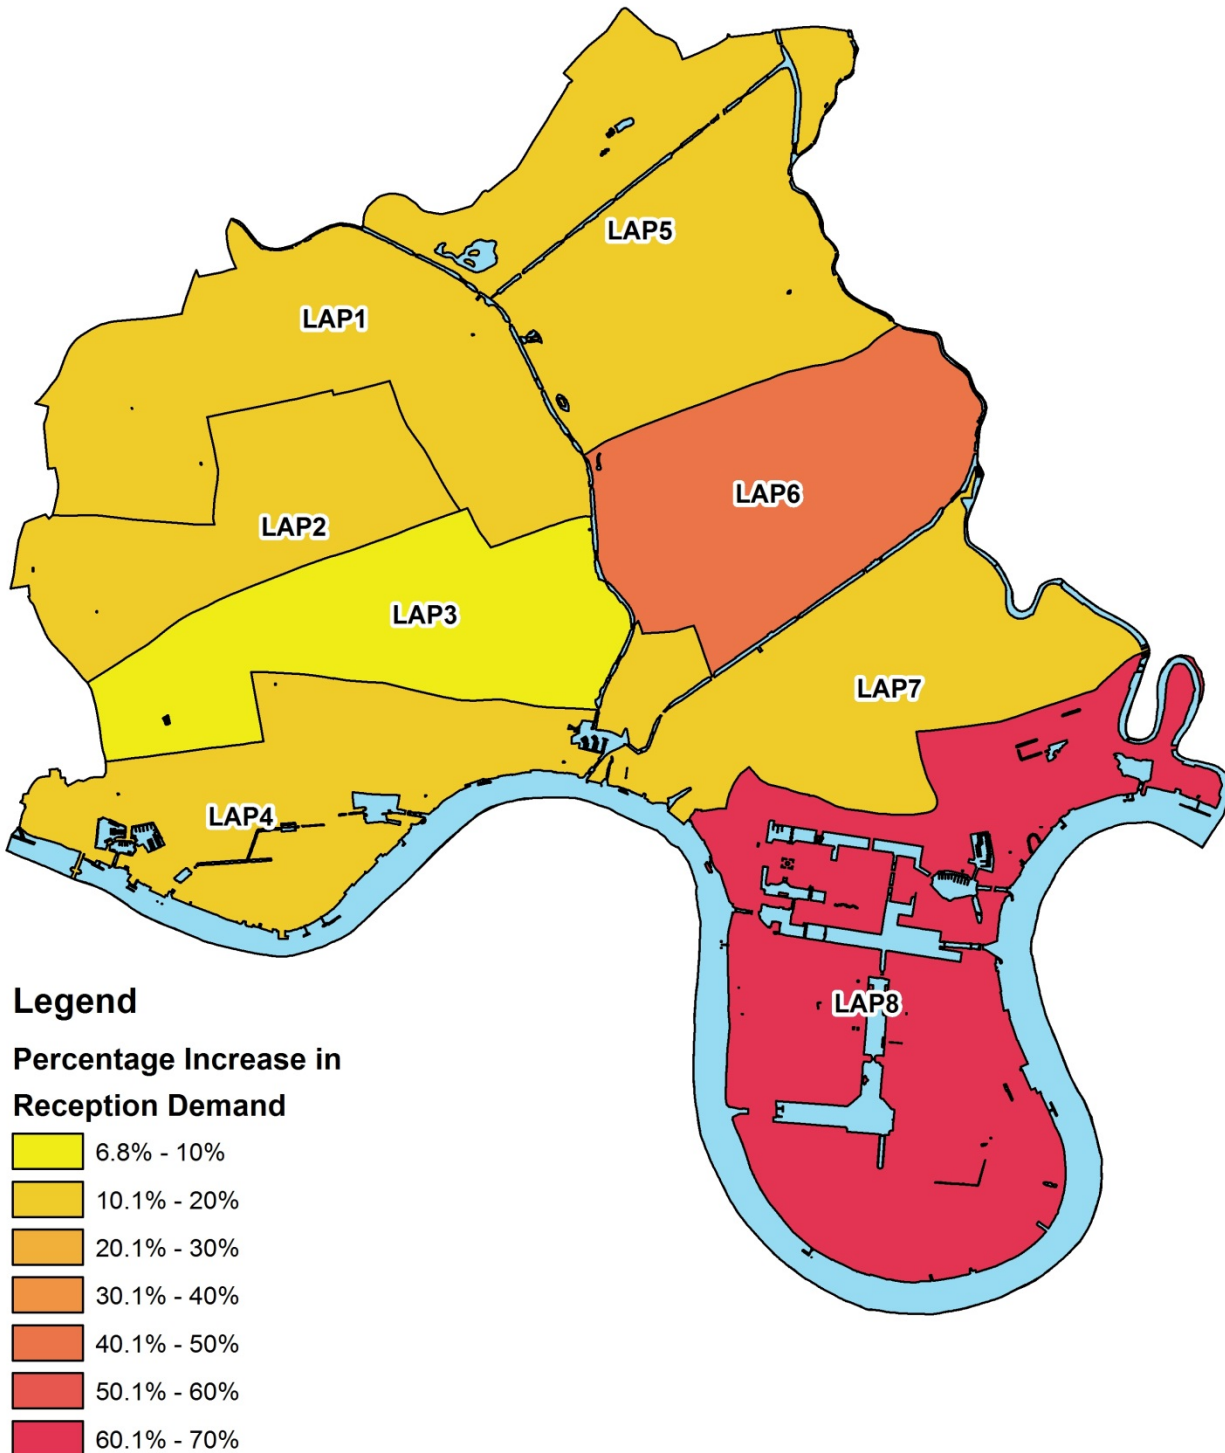 LAP5
LAP1
LAP6
LAP2
LAP3
LAP7
LAP4
LAP8
Legend
Percentage Increase in
Reception Demand
6.8% - 10%
10.1% - 20%
20.1% - 30%
30.1% - 40%
40.1% - 50%
50.1% - 60%
60.1% - 70%